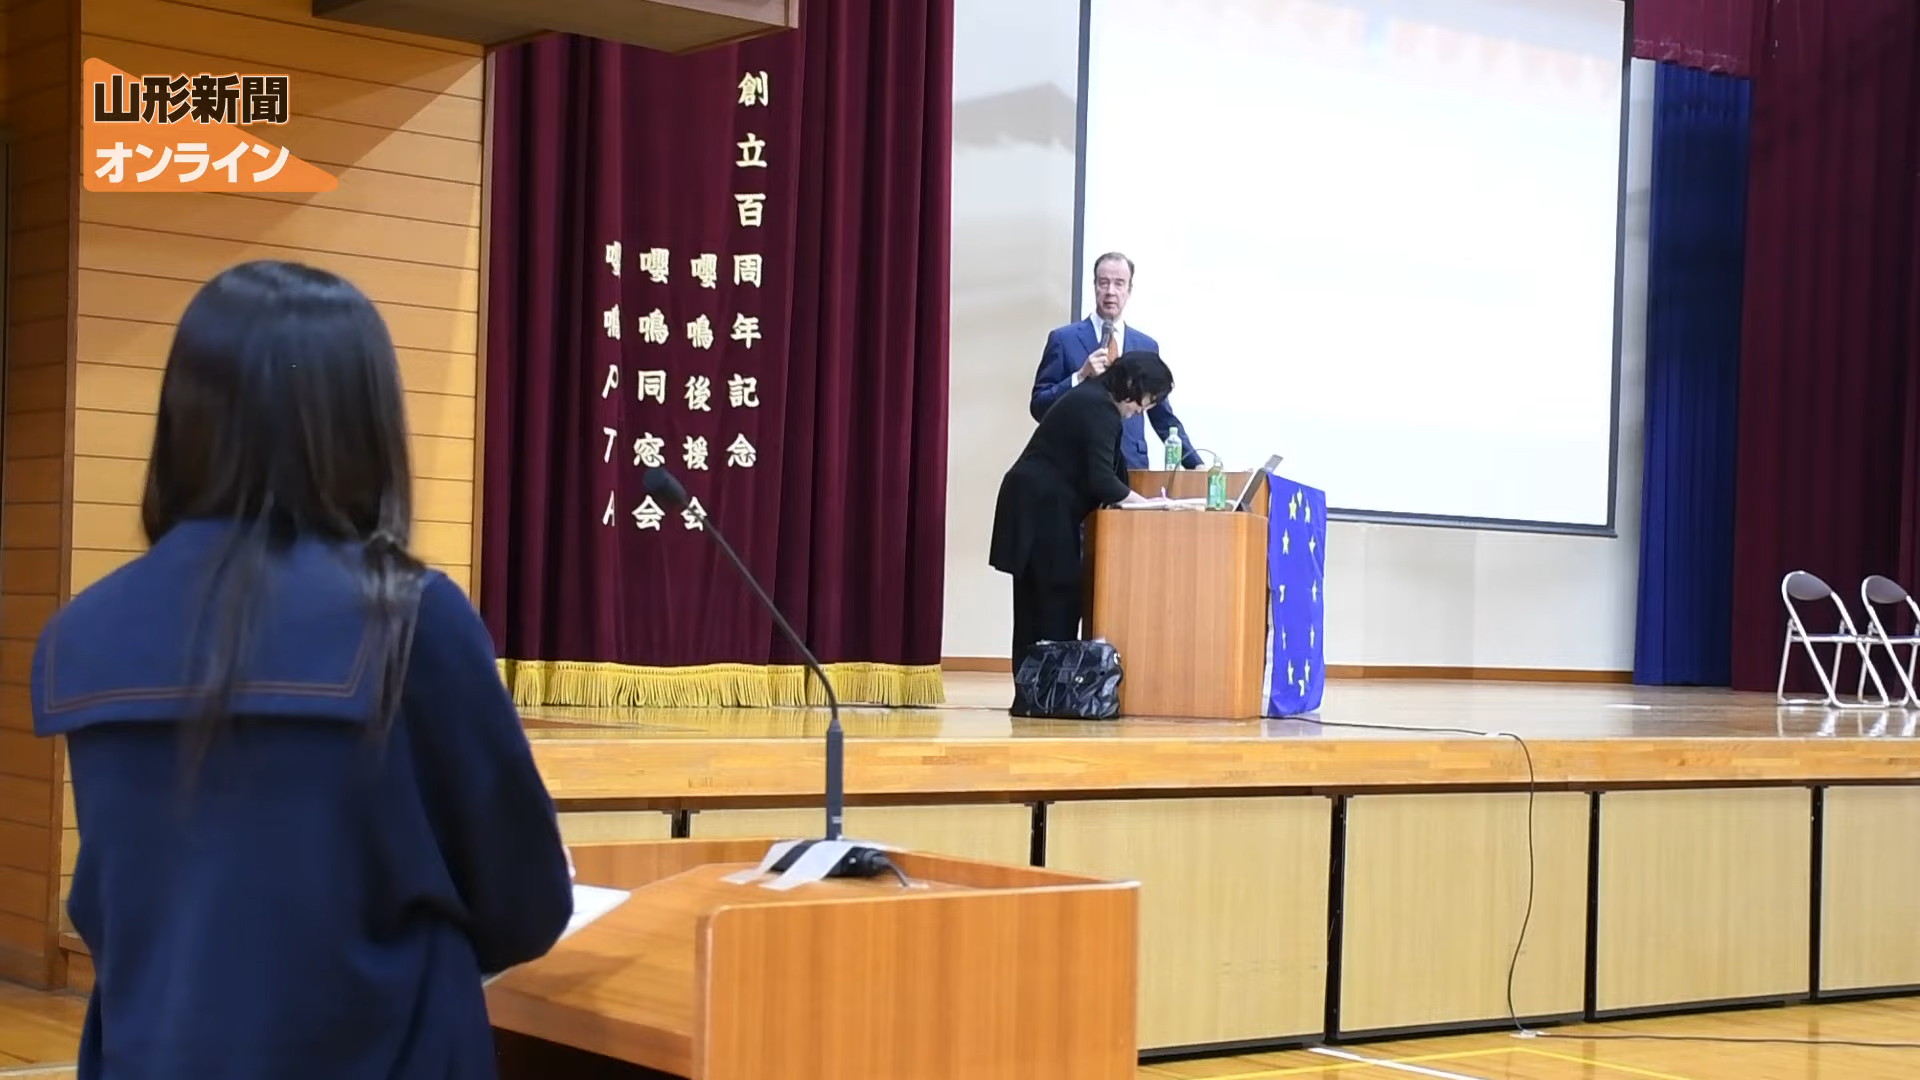 山形新聞
オンライン
創立百周年記念
嚶鳴後援会
嚶鳴同窓会
嚶鳴PTA